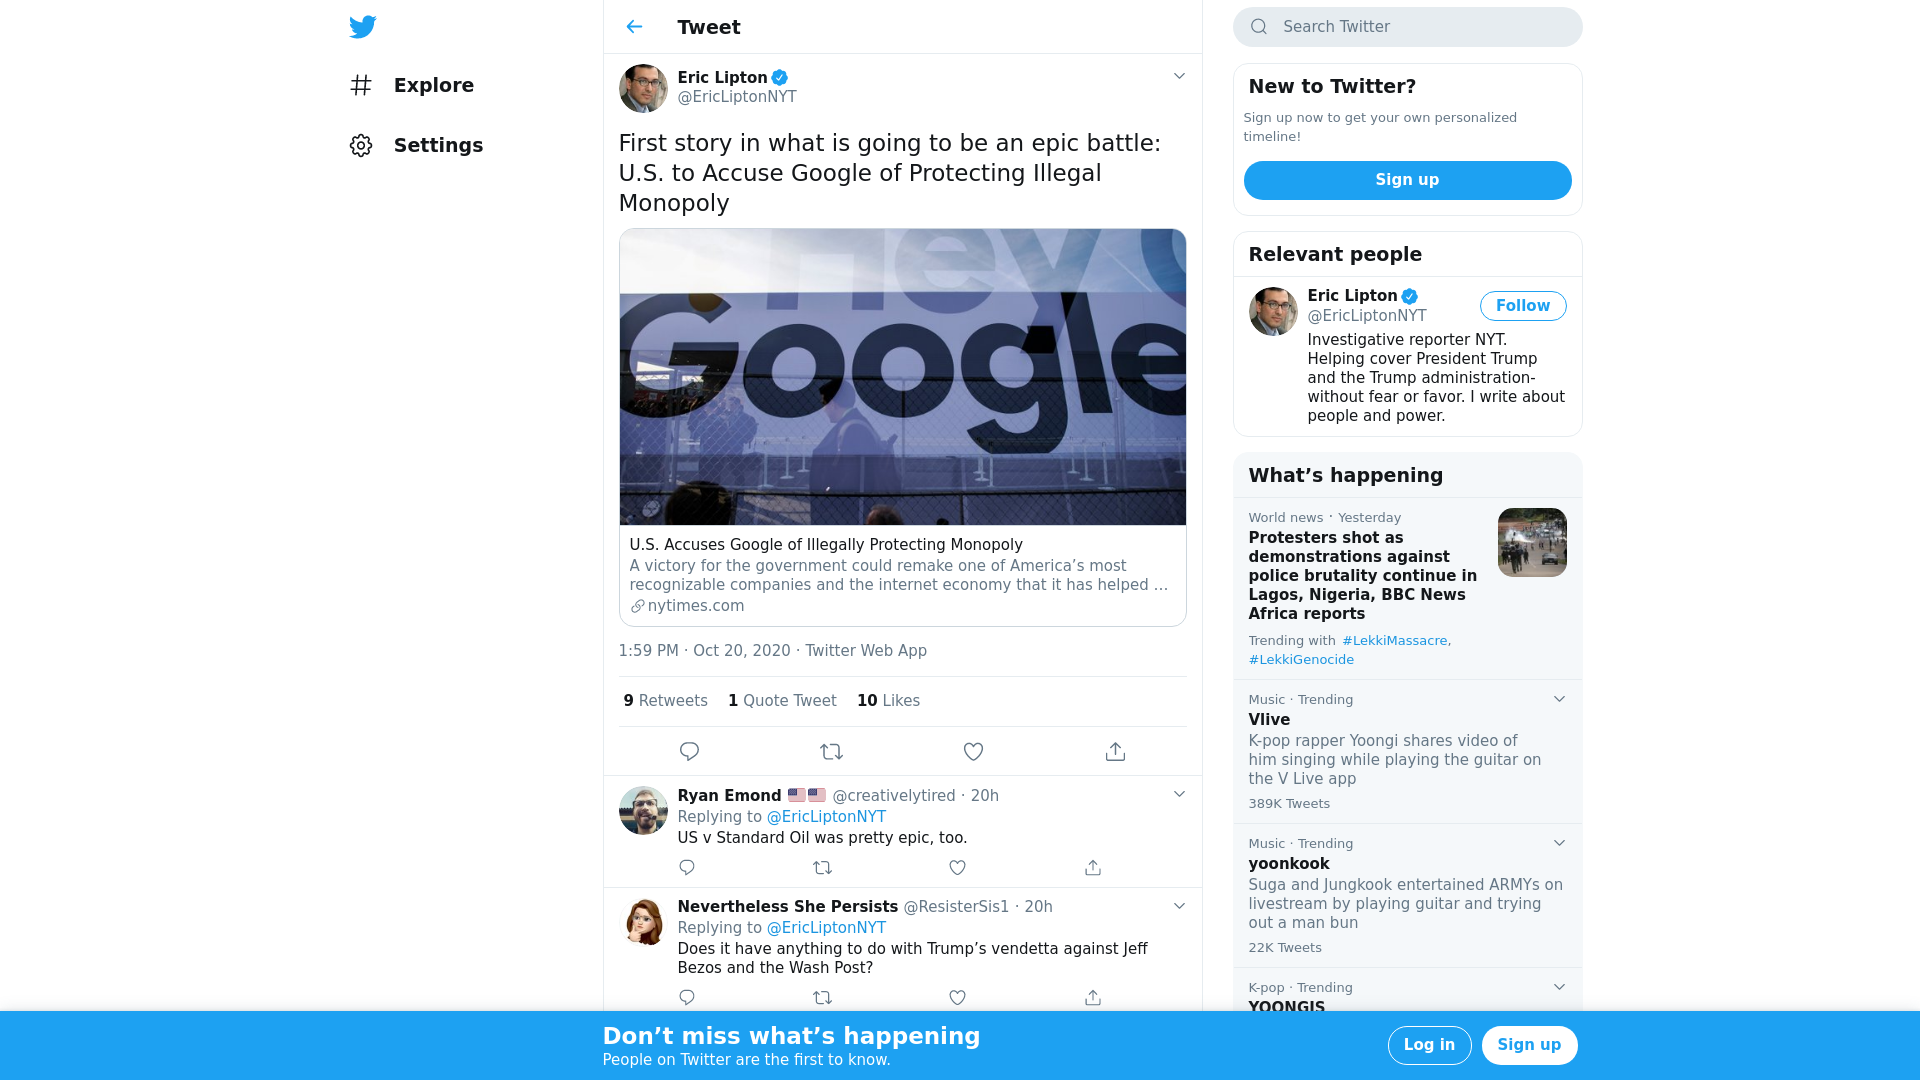 Explore
Settings
Tweet
Eric Lipton
@EricLiptonNYT
First story in what is going to be an epic battle:
U.S. to Accuse Google of Protecting Illegal
Monopoly
Hey G
Google
U.S. Accuses Google of Illegally Protecting Monopoly
A victory for the government could remake one of America’s most
recognizable companies and the internet economy that it has helped …
nytimes.com
1:59 PM · Oct 20, 2020 · Twitter Web App
9 Retweets 1 Quote Tweet 10 Likes
Ryan Emond @creativelytired · 20h
Replying to @EricLiptonNYT
US v Standard Oil was pretty epic, too.
Nevertheless She Persists @ResisterSis1 · 20h
Replying to @EricLiptonNYT
Does it have anything to do with Trump’s vendetta against Jeff
Bezos and the Wash Post?
Search Twitter
New to Twitter?
Sign up now to get your own personalized
timeline!
Sign up
Relevant people
Eric Lipton
@EricLiptonNYT
Follow
Investigative reporter NYT.
Helping cover President Trump
and the Trump administration-
without fear or favor. I write about
people and power.
What’s happening
World news · Yesterday
Protesters shot as
demonstrations against
police brutality continue in
Lagos, Nigeria, BBC News
Africa reports
Trending with #LekkiMassacre,
#LekkiGenocide
Music · Trending
Vlive
K-pop rapper Yoongi shares video of
him singing while playing the guitar on
the V Live app
389K Tweets
Music · Trending
yoonkook
Suga and Jungkook entertained ARMYs on
livestream by playing guitar and trying
out a man bun
22K Tweets
K-pop · Trending
YOONGIS
Don’t miss what’s happening
People on Twitter are the first to know.
Log in
Sign up